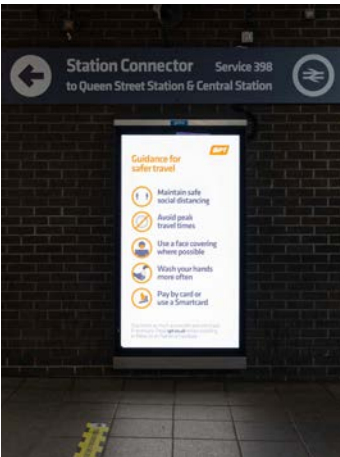 Station Connector Service 398
to Queen Street Station & Central Station
SPT
Guidance for
safer travel
Maintain safe
social distancing
Avoid peak
travel times
Use a face covering
where possible
Wash your hands
more often
Pay by card or
use a Smartcard